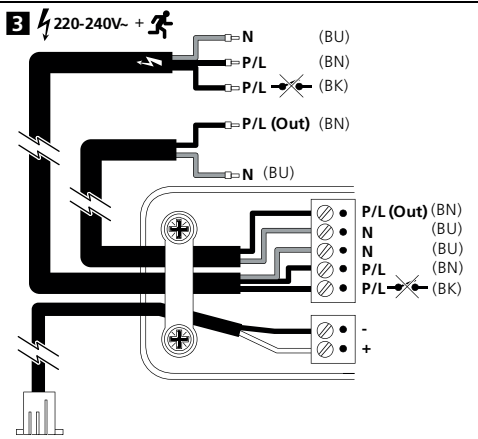 3 220-240V~ +
N (BU)
P/L (BN)
P/L (BK)
P/L (Out) (BN)
N (BU)
P/L (Out) (BN)
N (BU)
N (BU)
P/L (BN)
P/L (BK)
-
+